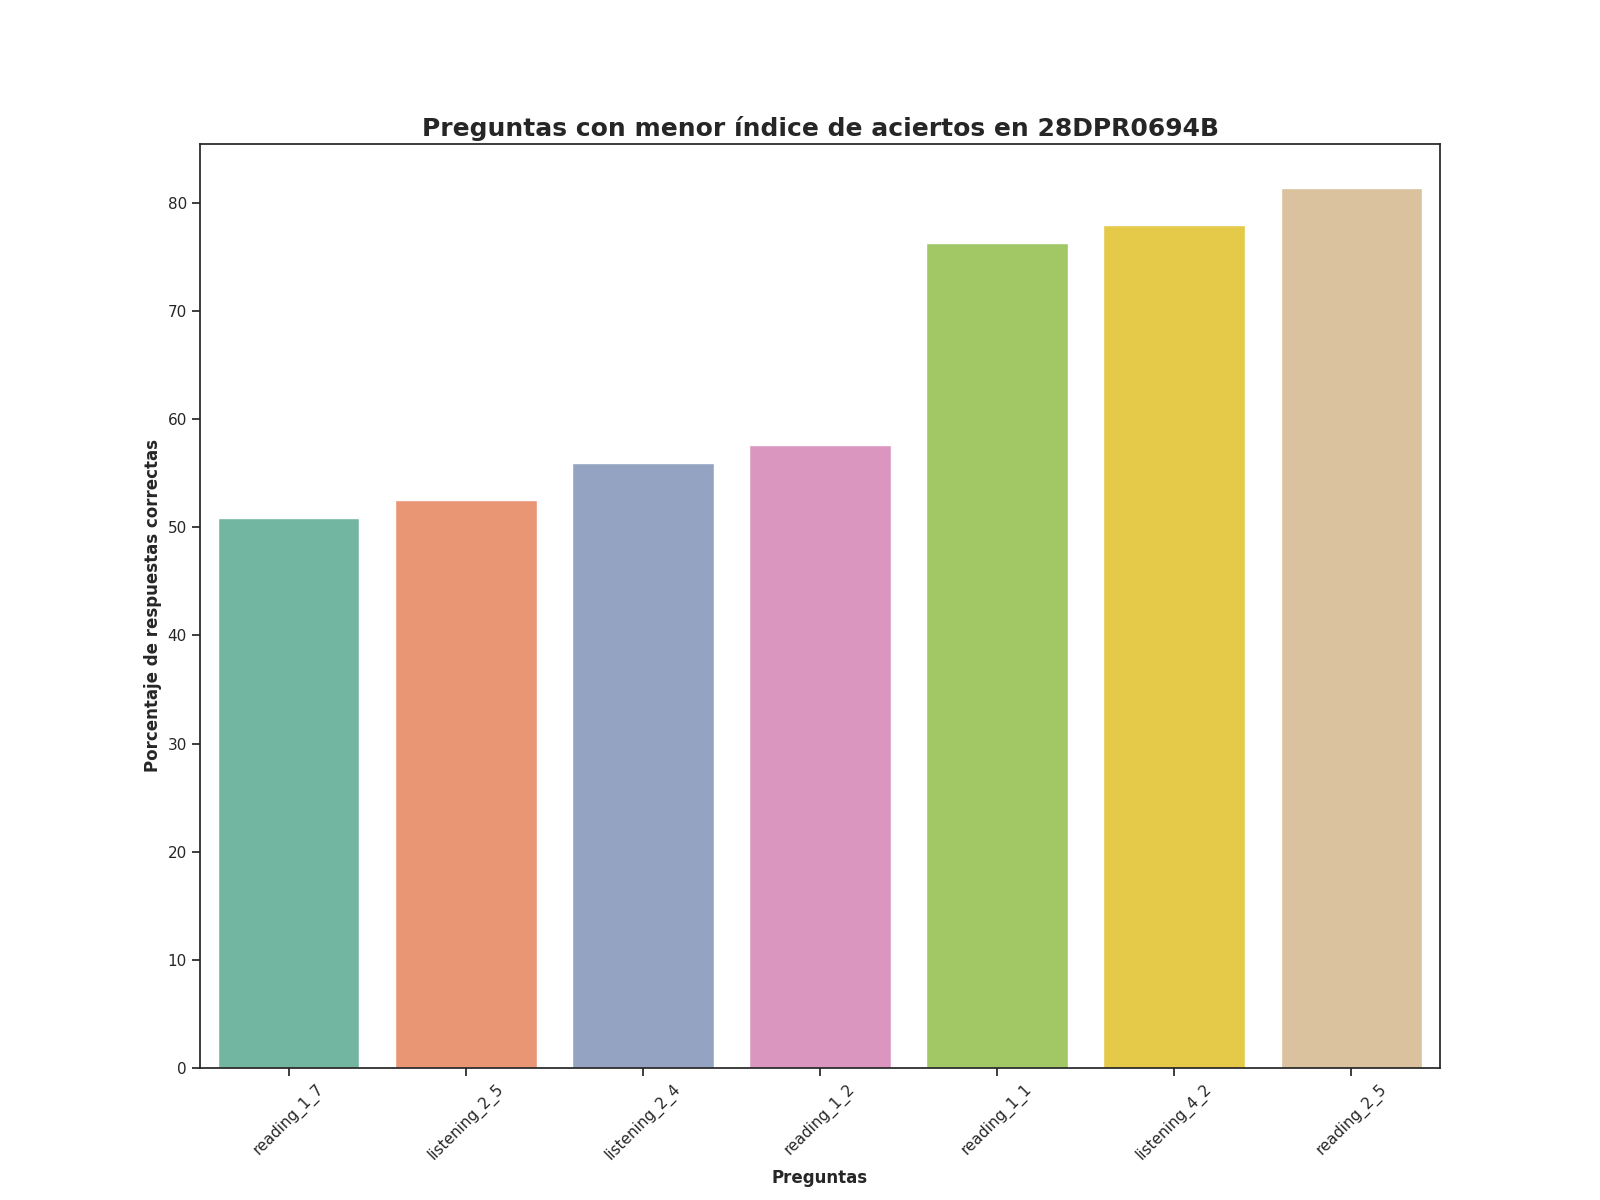 Preguntas con menor índice de aciertos en 28DPR0694B
Porcentaje de respuestas correctas
80
70
60
50
40
30
20
10
0
reading_1_7
listening_2_5
listening_2_4
reading_1_2
reading_1_1
listening_4_2
reading_2_5
Preguntas